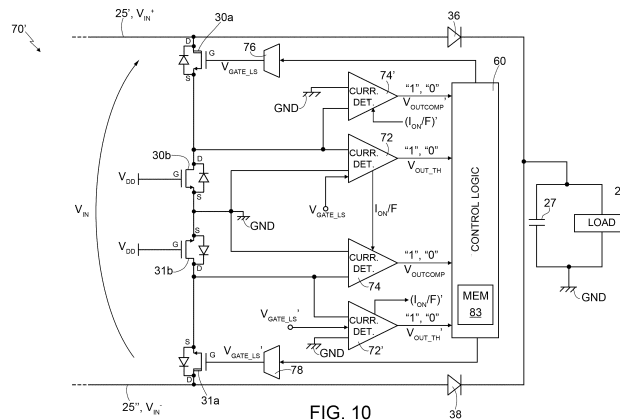 70'
25', V_IN^+
30a
36
D
G
S
76
V_GATE_LS
60
GND
CURR. DET.
74'
"1", "0"
V_OUTCOMP'
(I_ON/F)'
30b
D
V_DD
G
S
CURR. DET.
72
"1", "0"
V_OUT_TH
V_GATE_LS
I_ON/F
CONTROL LOGIC
27
LOAD
GND
V_IN
GND
S
V_DD
G
D
31b
CURR. DET.
74
"1", "0"
V_OUTCOMP
CURR. DET.
72'
(I_ON/F)'
"1", "0"
V_OUT_TH'
V_GATE_LS'
GND
MEM
83
S
G
D
31a
V_GATE_LS'
78
25'', V_IN^-
38
FIG. 10